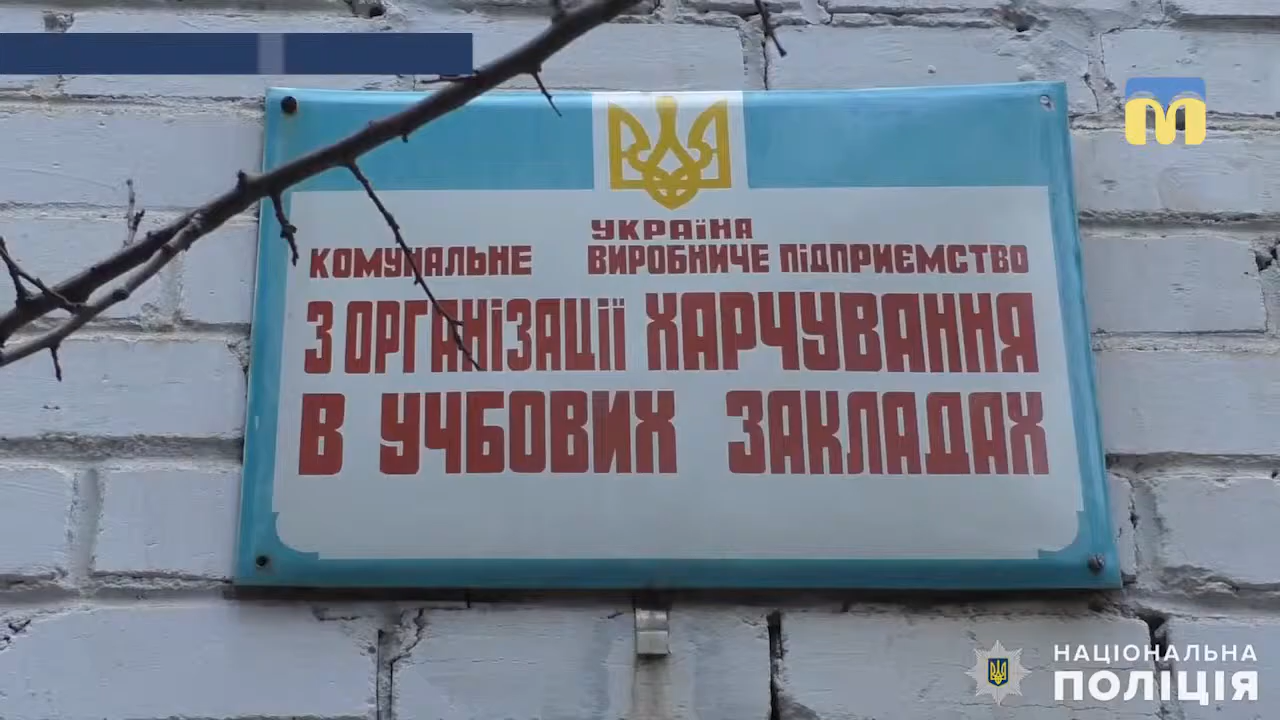 УКРАЇНА
КОМУНАЛЬНЕ ВИРОБНИЧЕ ПІДПРИЄМСТВО
З ОРГАНІЗАЦІЇ ХАРЧУВАННЯ
В УЧБОВИХ ЗАКЛАДАХ
М
НАЦІОНАЛЬНА
ПОЛІЦІЯ